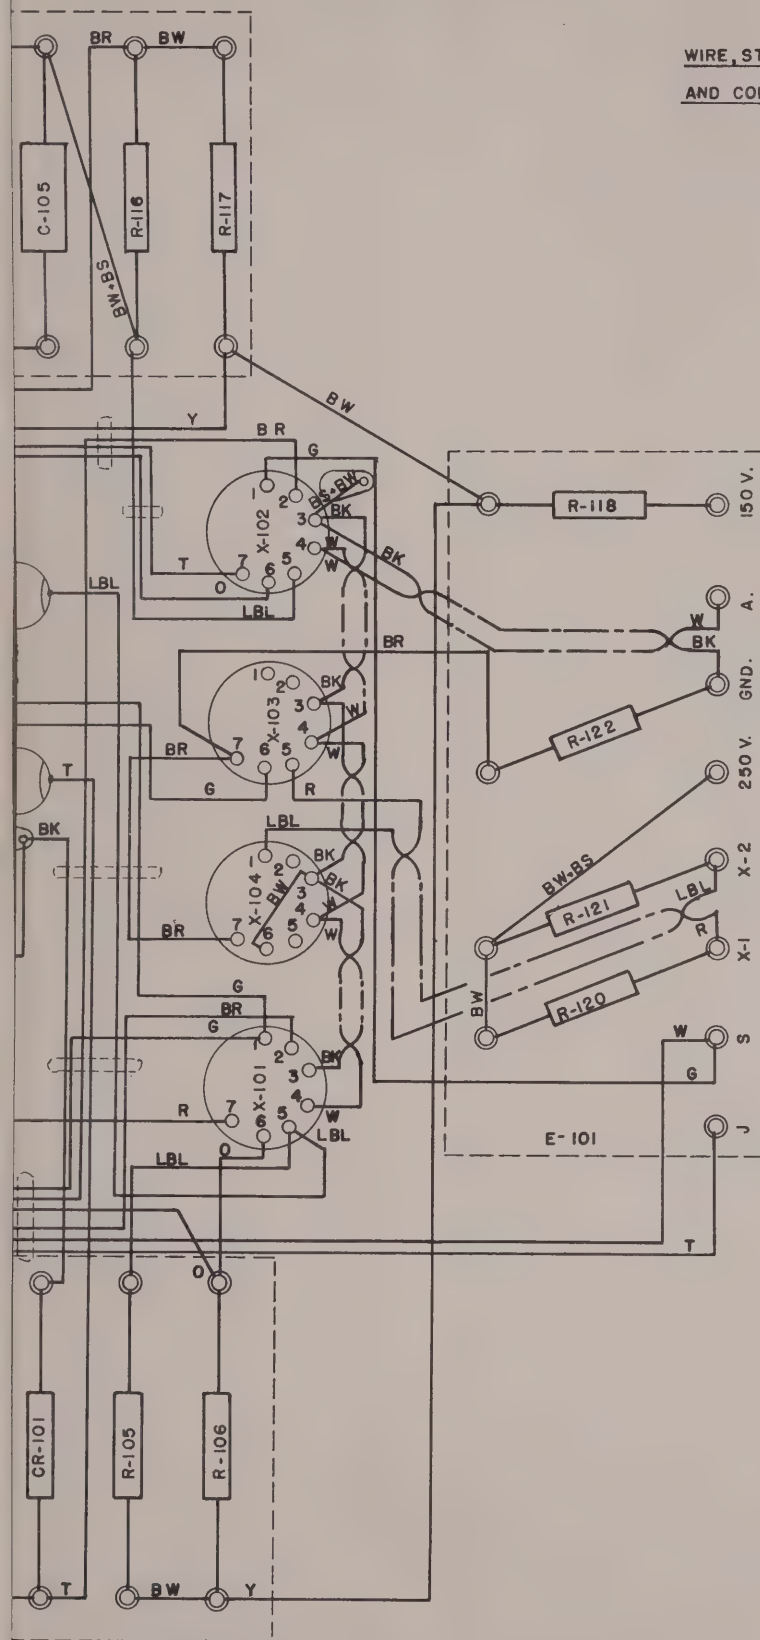 WIRE, ST
AND CO
BR BW
C-105
R-116
R-117
BW+BS
BW
Y
BR
G
BS+BW
1 2 3 BK
X-102
4 W
W
BK
7 6 5
T
O
LBL
LBL
R-118
150 V.
A.
W
BK
GND.
BR
1 2 BK
3
X-103
4 W
W
7 6 5
BR
G
R
R-122
250 V.
T
BK
LBL
1 2 BK
3 BK
X-104
BW
4 W
W
7 6 5
BR
BW+BS
R-121
LBL
X-2
R
X-1
BW
R-120
G
BR
G
1 2 BK
3
X-101
4 W
R
7 6 5
LBL
O
LBL
W
S
G
J
E-101
T
O
CR-101
R-105
R-106
T
BW
Y